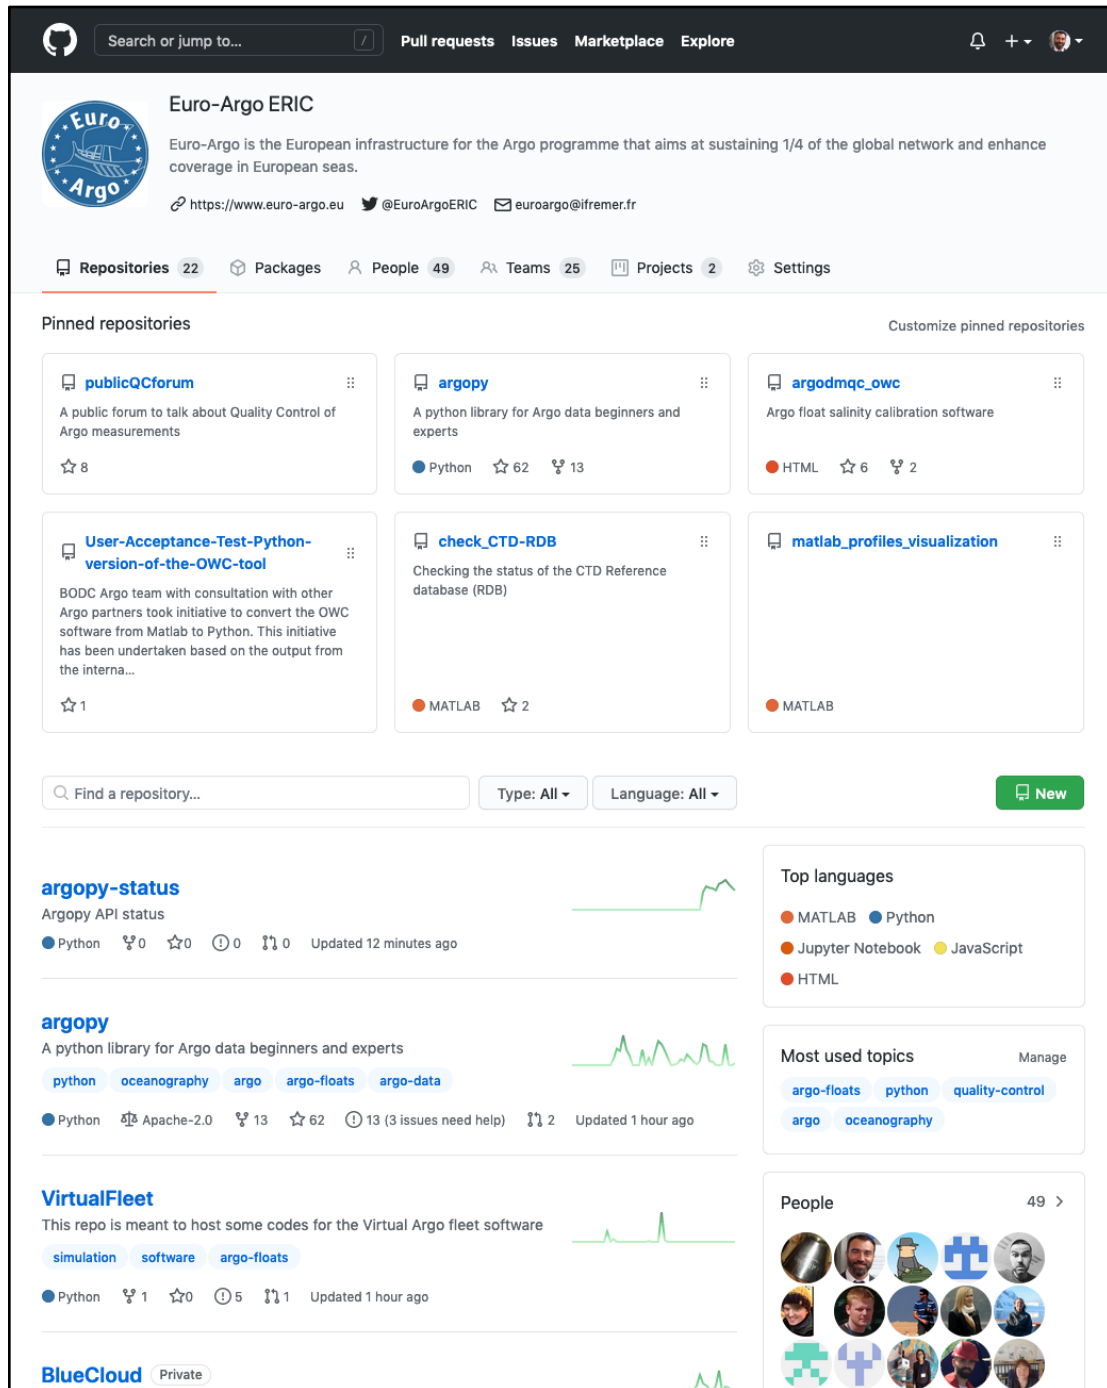 Search or jump to... / Pull requests Issues Marketplace Explore
Euro
Argo
Euro-Argo ERIC
Euro-Argo is the European infrastructure for the Argo programme that aims at sustaining 1/4 of the global network and enhance
coverage in European seas.
https://www.euro-argo.eu @EuroArgoERIC euroargo@ifremer.fr
Repositories 22 Packages People 49 Teams 25 Projects 2 Settings
Pinned repositories Customize pinned repositories
publicQCforum
A public forum to talk about Quality Control of
Argo measurements
8
argopy
A python library for Argo data beginners and
experts
Python 62 13
argodmqc_owc
Argo float salinity calibration software
HTML 6 2
User-Acceptance-Test-Python-
version-of-the-OWC-tool
BODC Argo team with consultation with other
Argo partners took initiative to convert the OWC
software from Matlab to Python. This initiative
has been undertaken based on the output from
the interna...
1
check_CTD-RDB
Checking the status of the CTD Reference
database (RDB)
MATLAB 2
matlab_profiles_visualization
MATLAB
Find a repository... Type: All Language: All New
argopy-status
Argopy API status
Python 0 0 0 0 Updated 12 minutes ago
argopy
A python library for Argo data beginners and experts
python oceanography argo argo-floats argo-data
Python Apache-2.0 13 62 13 (3 issues need help) 2 Updated 1 hour ago
VirtualFleet
This repo is meant to host some codes for the Virtual Argo fleet software
simulation software argo-floats
Python 1 0 5 1 Updated 1 hour ago
BlueCloud Private
Top languages
MATLAB Python
Jupyter Notebook JavaScript
HTML
Most used topics Manage
argo-floats python quality-control
argo oceanography
People 49